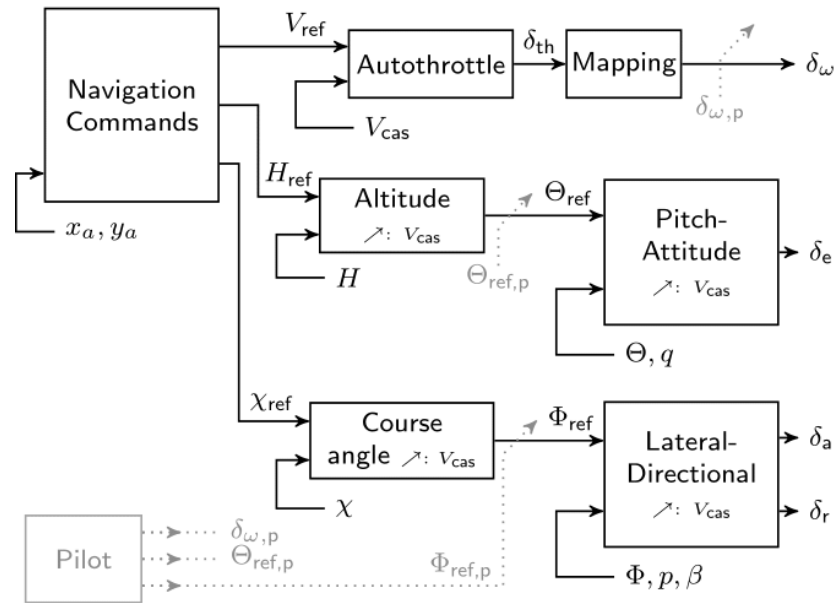 V_ref
Navigation
Commands
Autothrottle
δ_th
Mapping
δ_ω
δ_ω,p
V_cas
x_a, y_a
H_ref
Altitude
↗: V_cas
H
Θ_ref
Θ_ref,p
Pitch-
Attitude
↗: V_cas
δ_e
Θ, q
χ_ref
Course
angle ↗: V_cas
χ
Φ_ref
Lateral-
Directional
↗: V_cas
δ_a
δ_r
Φ, p, β
Pilot
δ_ω,p
Θ_ref,p
Φ_ref,p